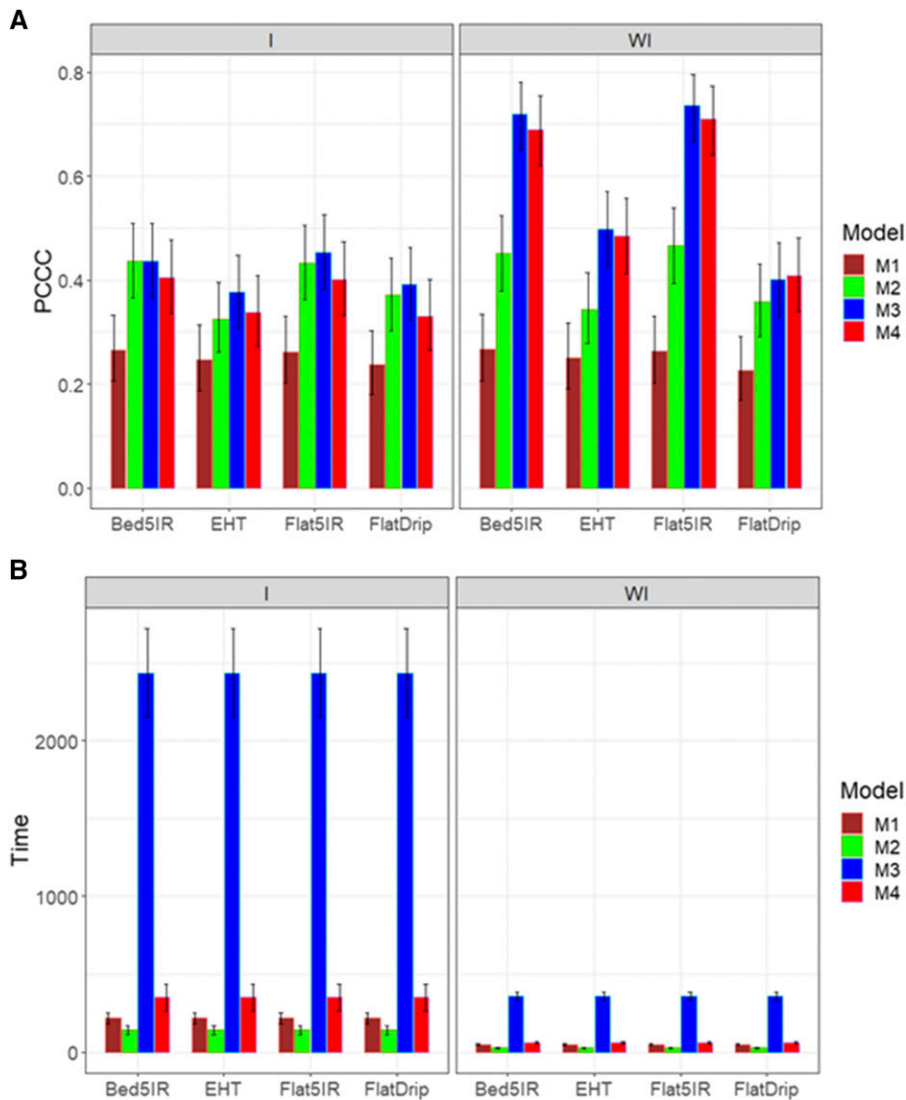 A
I WI
0.8
0.6
0.4
0.2
0.0
PCCC
Bed5IR EHT Flat5IR FlatDrip Bed5IR EHT Flat5IR FlatDrip
Model
M1
M2
M3
M4
B
I WI
2000
1000
0
Time
Bed5IR EHT Flat5IR FlatDrip Bed5IR EHT Flat5IR FlatDrip
Model
M1
M2
M3
M4